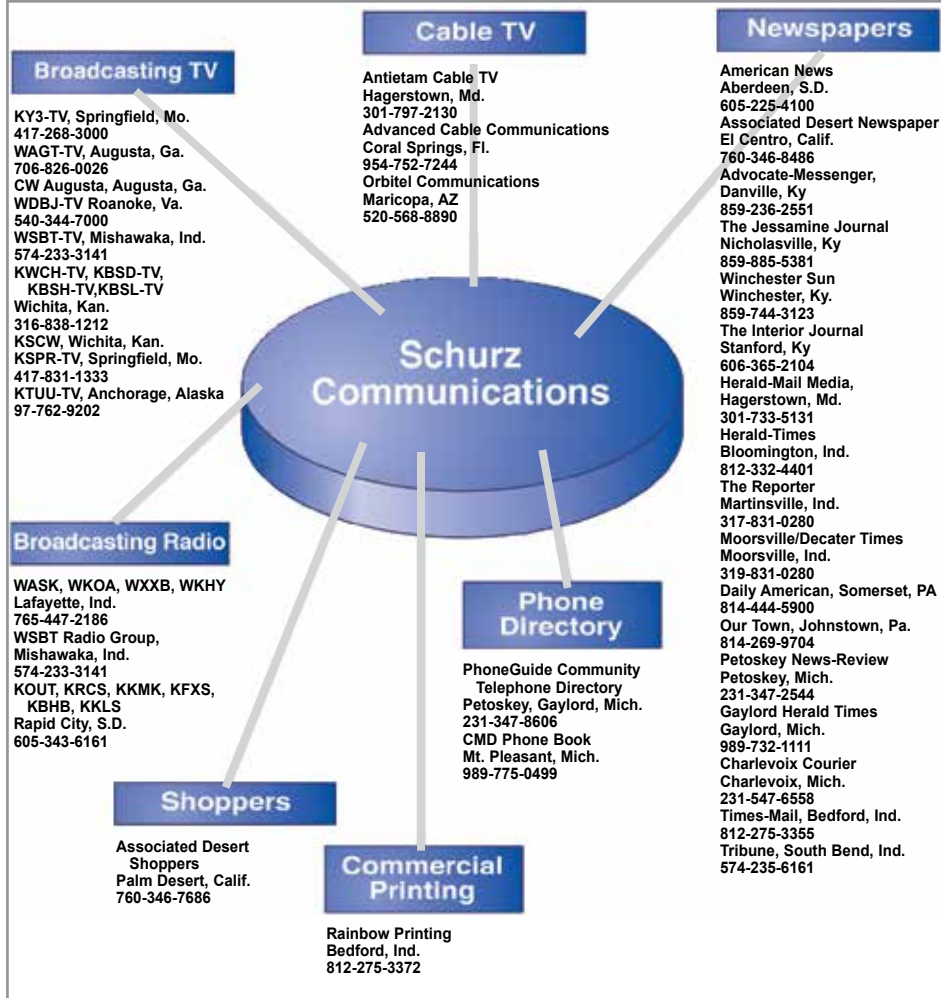 Cable TV
Antietam Cable TV
Hagerstown, Md.
301-797-2130
Advanced Cable Communications
Coral Springs, Fl.
954-752-7244
Orbitel Communications
Maricopa, AZ
520-568-8890
Newspapers
American News
Aberdeen, S.D.
605-225-4100
Associated Desert Newspaper
El Centro, Calif.
760-346-8486
Advocate-Messenger,
Danville, Ky
859-236-2551
The Jessamine Journal
Nicholasville, Ky
859-885-5381
Winchester Sun
Winchester, Ky.
859-744-3123
The Interior Journal
Stanford, Ky
606-365-2104
Herald-Mail Media,
Hagerstown, Md.
301-733-5131
Herald-Times
Bloomington, Ind.
812-332-4401
The Reporter
Martinsville, Ind.
317-831-0280
Moorsville/Decater Times
Moorsville, Ind.
319-831-0280
Daily American, Somerset, PA
814-444-5900
Our Town, Johnstown, Pa.
814-269-9704
Petoskey News-Review
Petoskey, Mich.
231-347-2544
Gaylord Herald Times
Gaylord, Mich.
989-732-1111
Charlevoix Courier
Charlevoix, Mich.
231-547-6558
Times-Mail, Bedford, Ind.
812-275-3355
Tribune, South Bend, Ind.
574-235-6161
Broadcasting TV
KY3-TV, Springfield, Mo.
417-268-3000
WAGT-TV, Augusta, Ga.
706-826-0026
CW Augusta, Augusta, Ga.
WDBJ-TV Roanoke, Va.
540-344-7000
WSBT-TV, Mishawaka, Ind.
574-233-3141
KWCH-TV, KBSD-TV,
KBSH-TV,KBSL-TV
Wichita, Kan.
316-838-1212
KSCW, Wichita, Kan.
KSPR-TV, Springfield, Mo.
417-831-1333
KTUU-TV, Anchorage, Alaska
97-762-9202
Schurz
Communications
Broadcasting Radio
WASK, WKOA, WXXB, WKHY
Lafayette, Ind.
765-447-2186
WSBT Radio Group,
Mishawaka, Ind.
574-233-3141
KOUT, KRCS, KKMK, KFXS,
KBHB, KKLS
Rapid City, S.D.
605-343-6161
Phone
Directory
PhoneGuide Community
Telephone Directory
Petoskey, Gaylord, Mich.
231-347-8606
CMD Phone Book
Mt. Pleasant, Mich.
989-775-0499
Shoppers
Associated Desert
Shoppers
Palm Desert, Calif.
760-346-7686
Commercial
Printing
Rainbow Printing
Bedford, Ind.
812-275-3372